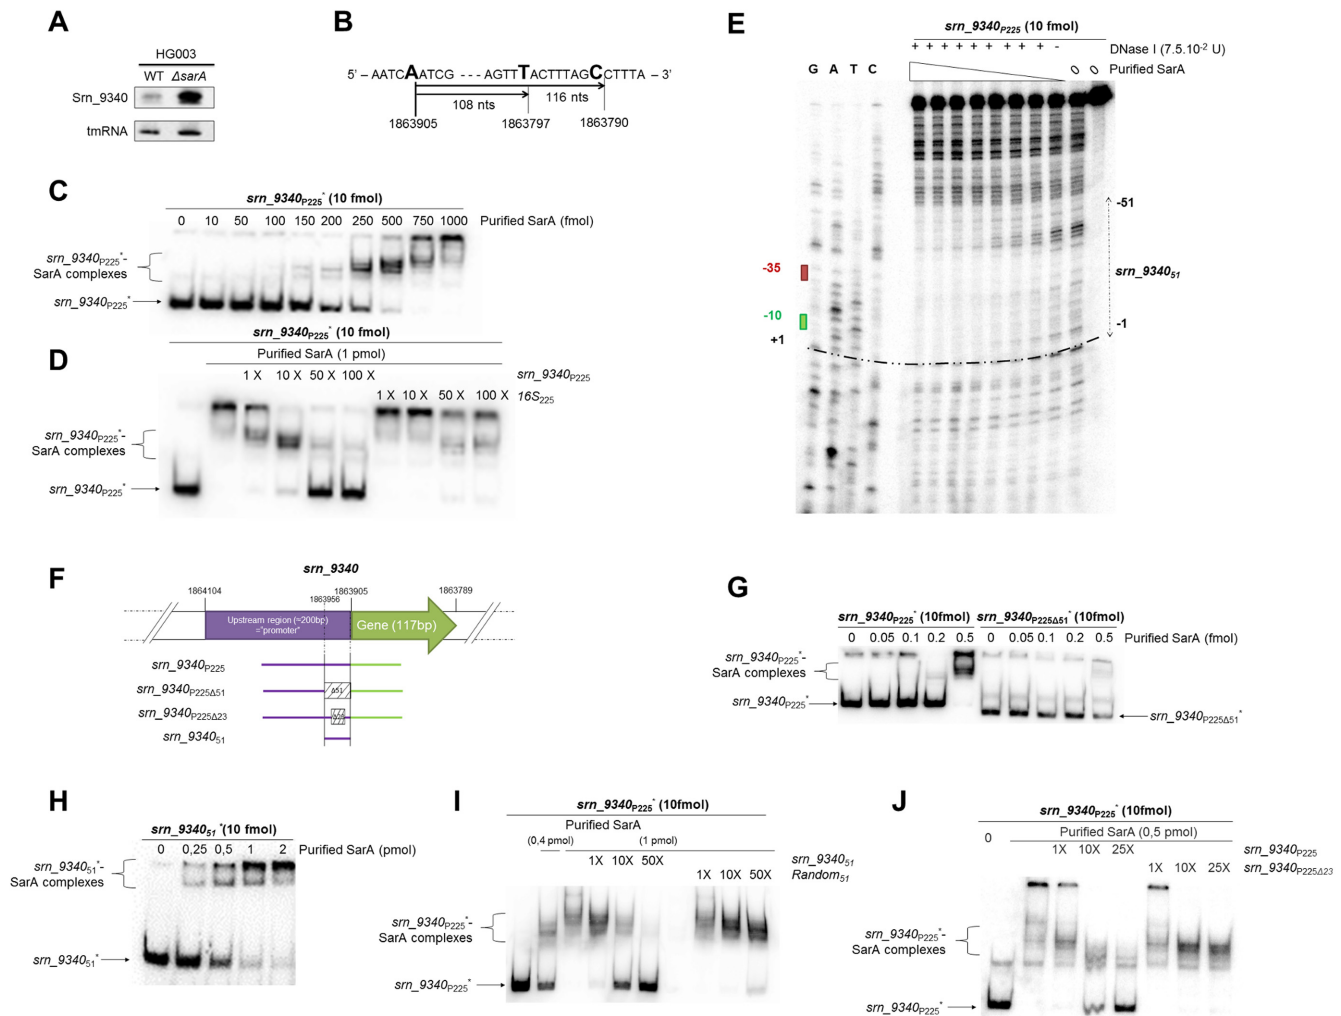 A
HG003
WT ΔsarA
Srn_9340
tmRNA
B
5' – AATCAATCG --- AGTTTACTTTAGCCTTTA – 3'
108 nts
116 nts
1863905
1863797
1863790
C
srn_9340P225* (10 fmol)
0 10 50 100 150 200 250 500 750 1000 Purified SarA (fmol)
srn_9340P225*-
SarA complexes
srn_9340P225*
D
srn_9340P225* (10 fmol)
Purified SarA (1 pmol)
1 X 10 X 50 X 100 X srn_9340P225
1 X 10 X 50 X 100 X 16S225
srn_9340P225*-
SarA complexes
srn_9340P225*
E
srn_9340P225 (10 fmol)
+ + + + + + + + + - DNase I (7.5.10-2 U)
G A T C
0 0 Purified SarA
-51
-35
srn_934051
-10
-1
+1
F
srn_9340
1864104
1863956
1863905
1863789
Upstream region (≈200bp)
="promoter"
Gene (117bp)
srn_9340P225
srn_9340P225Δ51
Δ51
srn_9340P225Δ23
srn_934051
G
srn_9340P225* (10fmol) srn_9340P225Δ51* (10fmol)
0 0.05 0.1 0.2 0.5 0 0.05 0.1 0.2 0.5 Purified SarA (fmol)
srn_9340P225*-
SarA complexes
srn_9340P225*
srn_9340P225Δ51*
H
srn_934051* (10 fmol)
0 0,25 0,5 1 2 Purified SarA (pmol)
srn_934051*-
SarA complexes
srn_934051*
I
srn_9340P225* (10fmol)
Purified SarA
(0,4 pmol) (1 pmol)
1X 10X 50X srn_934051
1X 10X 50X Random51
srn_9340P225*-
SarA complexes
srn_9340P225*
J
srn_9340P225* (10fmol)
0
Purified SarA (0,5 pmol)
1X 10X 25X srn_9340P225
1X 10X 25X srn_9340P225Δ23
srn_9340P225*-
SarA complexes
srn_9340P225*